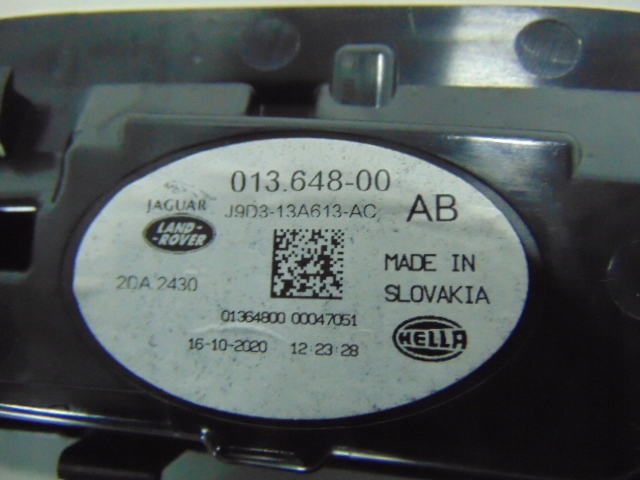 013.648-00
JAGUAR
J9D3-13A613-AC
AB
LAND-
ROVER
2DA 2430
MADE IN
SLOVAKIA
01364800 00047051
16-10-2020 12:23:28
HELLA